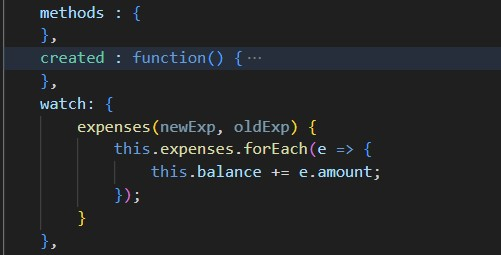 methods : {
},
created : function() { ···
},
watch: {
expenses(newExp, oldExp) {
this.expenses.forEach(e => {
this.balance += e.amount;
});
}
},